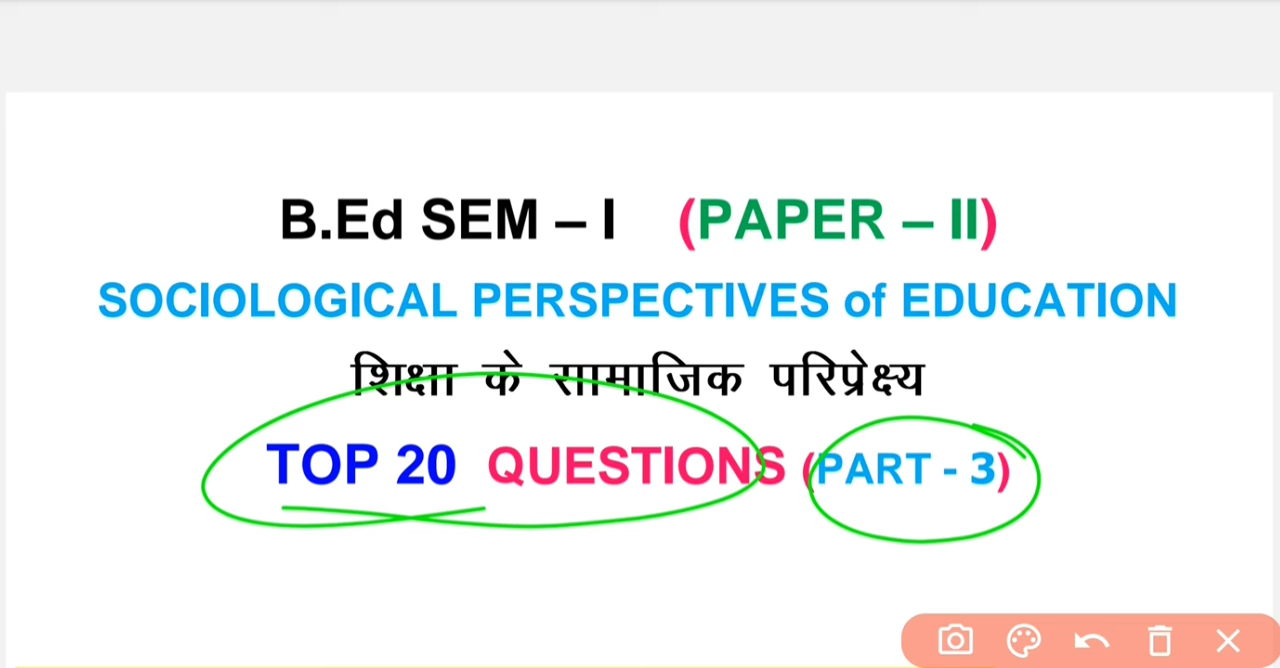 B.Ed SEM – I (PAPER – II)
SOCIOLOGICAL PERSPECTIVES of EDUCATION
शिक्षा के सामाजिक परिप्रेक्ष्य
TOP 20 QUESTIONS (PART - 3)